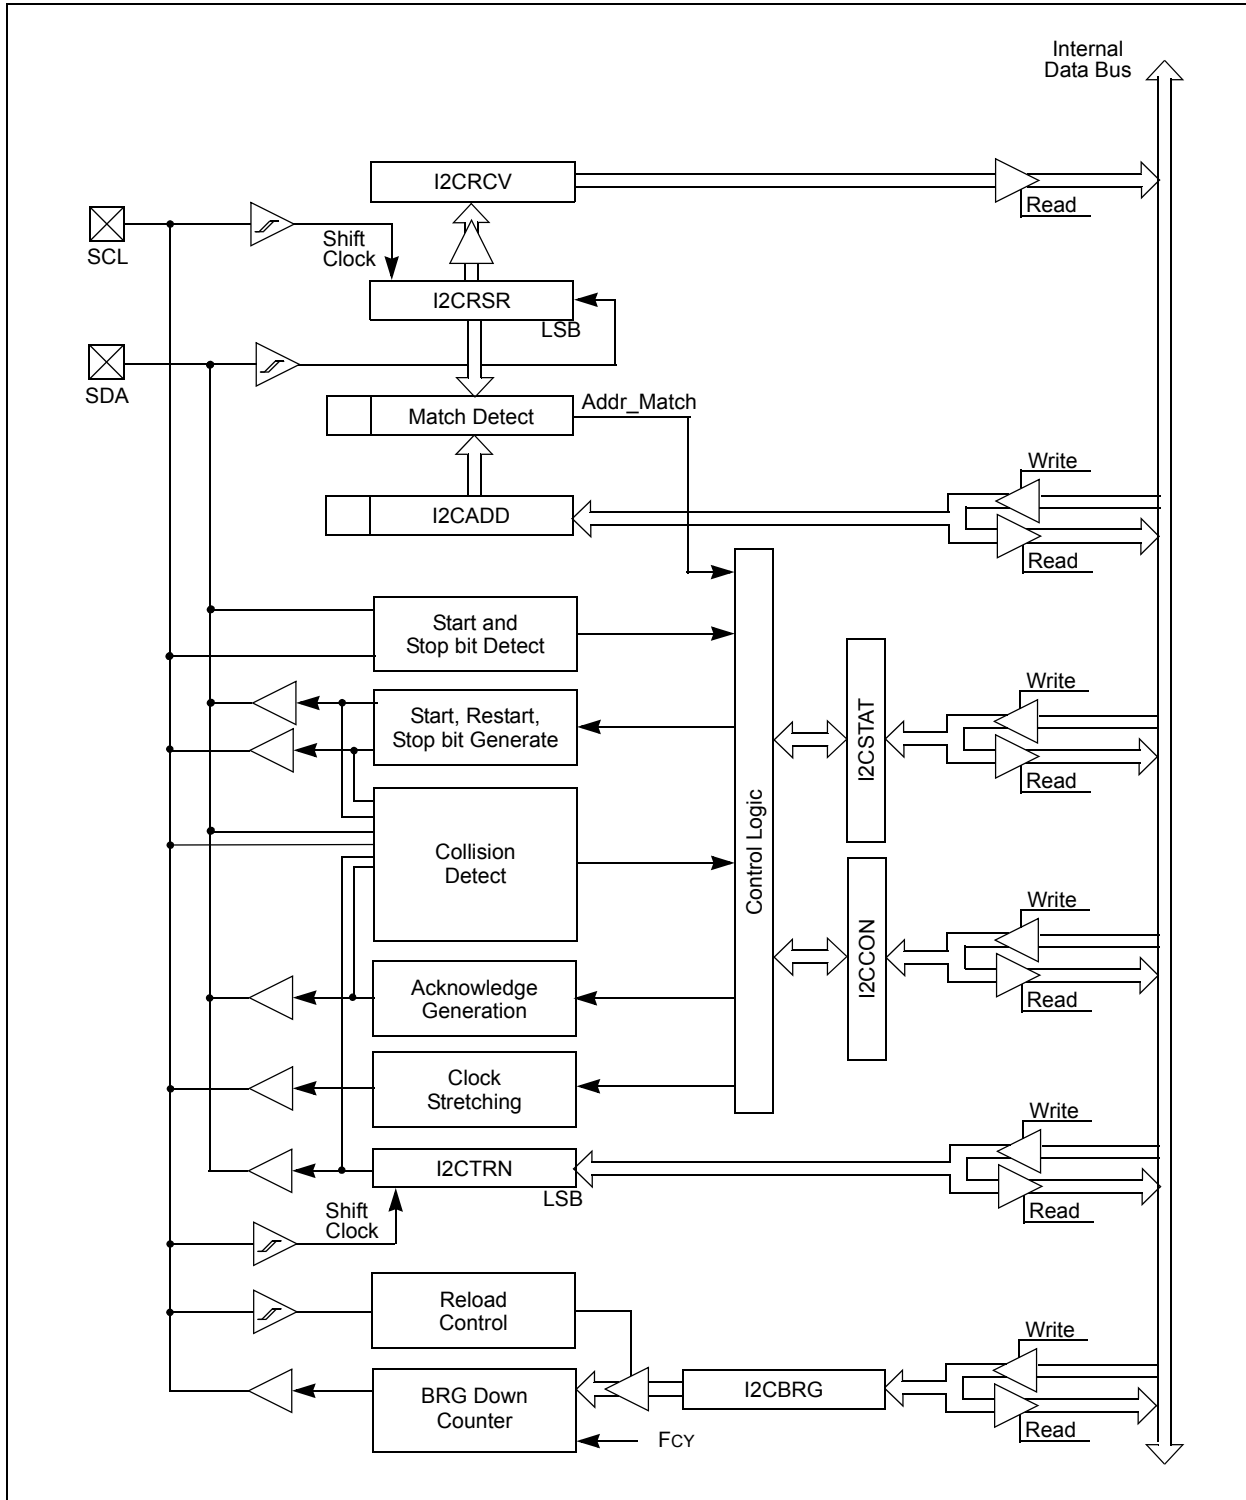 Internal
Data Bus
I2CRCV
Read
SCL
Shift
Clock
I2CRSR
LSB
SDA
Match Detect
Addr_Match
Write
I2CADD
Read
Start and
Stop bit Detect
Start, Restart,
Stop bit Generate
Write
I2CSTAT
Read
Control Logic
Collision
Detect
Write
I2CCON
Read
Acknowledge
Generation
Clock
Stretching
Write
I2CTRN
LSB
Read
Shift
Clock
Reload
Control
Write
I2CBRG
BRG Down
Counter
Read
FCY